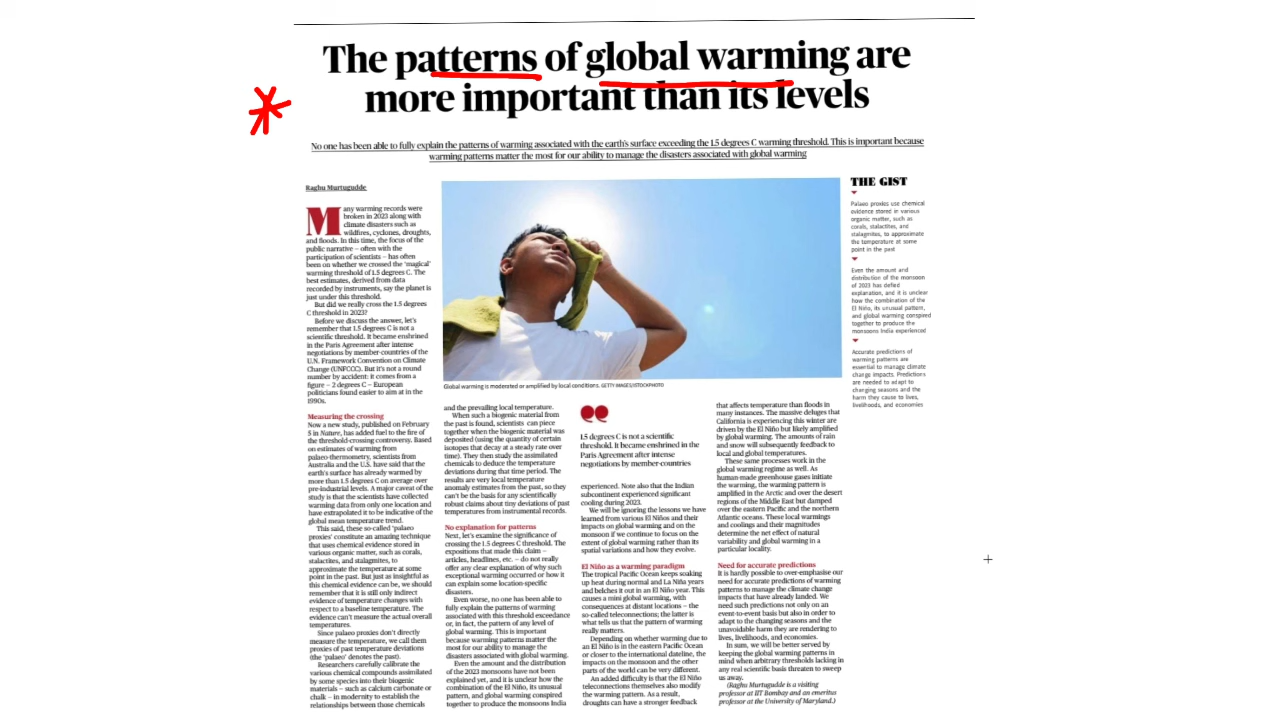 The patterns of global warming are
more important than its levels
No one has been able to fully explain the patterns of warming associated with the earth's surface exceeding the 1.5 degrees C warming threshold. This is important because
warming patterns matter the most for our ability to manage the disasters associated with global warming
Raghu Murtugudde
Many warming records were
broken in 2023 along with
climate disasters such as
wildfires, cyclones, droughts,
and floods. In this time, the focus of the
public narrative – often with the
participation of scientists – has often
been on whether we crossed the 'magical'
warming threshold of 1.5 degrees C. The
best estimates, derived from data
recorded by instruments, say the planet is
just under this threshold.
But did we really cross the 1.5 degrees
C threshold in 2023?
Before we discuss the answer, let's
remember that 1.5 degrees C is not a
scientific threshold. It became enshrined
in the Paris Agreement after intense
negotiations by member-countries of the
U.N. Framework Convention on Climate
Change (UNFCCC). But it's not a round
number by accident: it comes from a
figure – 2 degrees C – European
politicians found easier to aim at in the
1990s.
Measuring the crossing
Now a new study, published on February
5 in Nature, has added fuel to the fire of
the threshold-crossing controversy. Based
on estimates of warming from
palaeo-thermometry, scientists from
Australia and the U.S. have said that the
earth's surface has already warmed by
more than 1.5 degrees C on average over
pre-industrial levels. A major caveat of the
study is that the scientists have collected
warming data from only one location and
have extrapolated it to be indicative of the
global mean temperature trend.
This said, these so-called 'palaeo
proxies' constitute an amazing technique
that uses chemical evidence stored in
various organic matter, such as corals,
stalactites, and stalagmites, to
approximate the temperature at some
point in the past. But just as insightful as
this chemical evidence can be, we should
remember that it is still only indirect
evidence of temperature changes with
respect to a baseline temperature. The
evidence can't measure the actual overall
temperatures.
Since palaeo proxies don't directly
measure the temperature, we call them
proxies of past temperature deviations
(the 'palaeo' denotes the past).
Researchers carefully calibrate the
various chemical compounds assimilated
by some species into their biogenic
materials – such as calcium carbonate or
chalk – in modernity to establish the
relationships between those chemicals
Global warming is moderated or amplified by local conditions. GETTY IMAGES/ISTOCKPHOTO
and the prevailing local temperature.
When such a biogenic material from
the past is found, scientists can piece
together when the biogenic material was
deposited (using the quantity of certain
isotopes that decay at a steady rate over
time). They then study the assimilated
chemicals to deduce the temperature
deviations during that time period. The
results are very local temperature
anomaly estimates from the past, so they
can't be the basis for any scientifically
robust claims about tiny deviations of past
temperatures from instrumental records.
No explanation for patterns
Next, let's examine the significance of
crossing the 1.5 degrees C threshold. The
expositions that made this claim –
articles, headlines, etc. – do not really
offer any clear explanation of why such
exceptional warming occurred or how it
can explain some location-specific
disasters.
Even worse, no one has been able to
fully explain the patterns of warming
associated with this threshold exceedance
or, in fact, the pattern of any level of
global warming. This is important
because warming patterns matter the
most for our ability to manage the
disasters associated with global warming.
Even the amount and the distribution
of the 2023 monsoons have not been
explained yet, and it is unclear how the
combination of the El Niño, its unusual
pattern, and global warming conspired
together to produce the monsoons India
1.5 degrees C is not a scientific
threshold. It became enshrined in the
Paris Agreement after intense
negotiations by member-countries
experienced. Note also that the Indian
subcontinent experienced significant
cooling during 2023.
We will be ignoring the lessons we have
learned from various El Niños and their
impacts on global warming and on the
monsoon if we continue to focus on the
extent of global warming rather than its
spatial variations and how they evolve.
El Niño as a warming paradigm
The tropical Pacific Ocean keeps soaking
up heat during normal and La Niña years
and belches it out in an El Niño year. This
causes a mini global warming, with
consequences at distant locations – the
so-called teleconnections; the latter is
what tells us that the pattern of warming
really matters.
Depending on whether warming due to
an El Niño is in the eastern Pacific Ocean
or closer to the international dateline, the
impacts on the monsoon and the other
parts of the world can be very different.
An added difficulty is that the El Niño
teleconnections themselves also modify
the warming pattern. As a result,
droughts can have a stronger feedback
that affects temperature than floods in
many instances. The massive deluges that
California is experiencing this winter are
driven by the El Niño but likely amplified
by global warming. The amounts of rain
and snow will subsequently feedback to
local and global temperatures.
These same processes work in the
global warming regime as well. As
human-made greenhouse gases initiate
the warming, the warming pattern is
amplified in the Arctic and over the desert
regions of the Middle East but damped
over the eastern Pacific and the northern
Atlantic oceans. These local warmings
and coolings and their magnitudes
determine the net effect of natural
variability and global warming in a
particular locality.
Need for accurate predictions
It is hardly possible to over-emphasise our
need for accurate predictions of warming
patterns to manage the climate change
impacts that have already landed. We
need such predictions not only on an
event-to-event basis but also in order to
adapt to the changing seasons and the
unavoidable harm they are rendering to
lives, livelihoods, and economies.
In sum, we will be better served by
keeping the global warming patterns in
mind when arbitrary thresholds lacking in
any real scientific basis threaten to sweep
us away.
(Raghu Murtugudde is a visiting
professor at IIT Bombay and an emeritus
professor at the University of Maryland.)
THE GIST
Palaeo proxies use chemical
evidence stored in various
organic matter, such as
corals, stalactites, and
stalagmites, to approximate
the temperature at some
point in the past
Even the amount and
distribution of the monsoon
of 2023 has defied
explanation, and it is unclear
how the combination of the
El Niño, its unusual pattern,
and global warming conspired
together to produce the
monsoons India experienced
Accurate predictions of
warming patterns are
essential to manage climate
change impacts. Predictions
are needed to adapt to
changing seasons and the
harm they cause to lives,
livelihoods, and economies